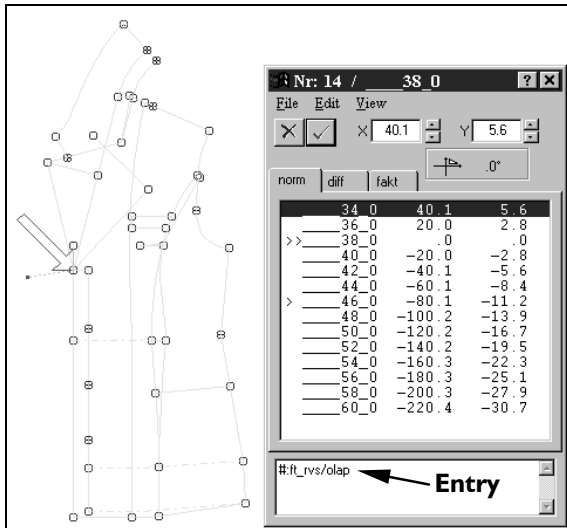 Nr: 14 / ____38_0
File Edit View
X 40.1 Y 5.6
.0°
norm diff fakt
____34_0 40.1 5.6
____36_0 20.0 2.8
>>____38_0 .0 .0
____40_0 -20.0 -2.8
____42_0 -40.1 -5.6
____44_0 -60.1 -8.4
> ____46_0 -80.1 -11.2
____48_0 -100.2 -13.9
____50_0 -120.2 -16.7
____52_0 -140.2 -19.5
____54_0 -160.3 -22.3
____56_0 -180.3 -25.1
____58_0 -200.3 -27.9
____60_0 -220.4 -30.7
#:ft_rvs/olap
Entry